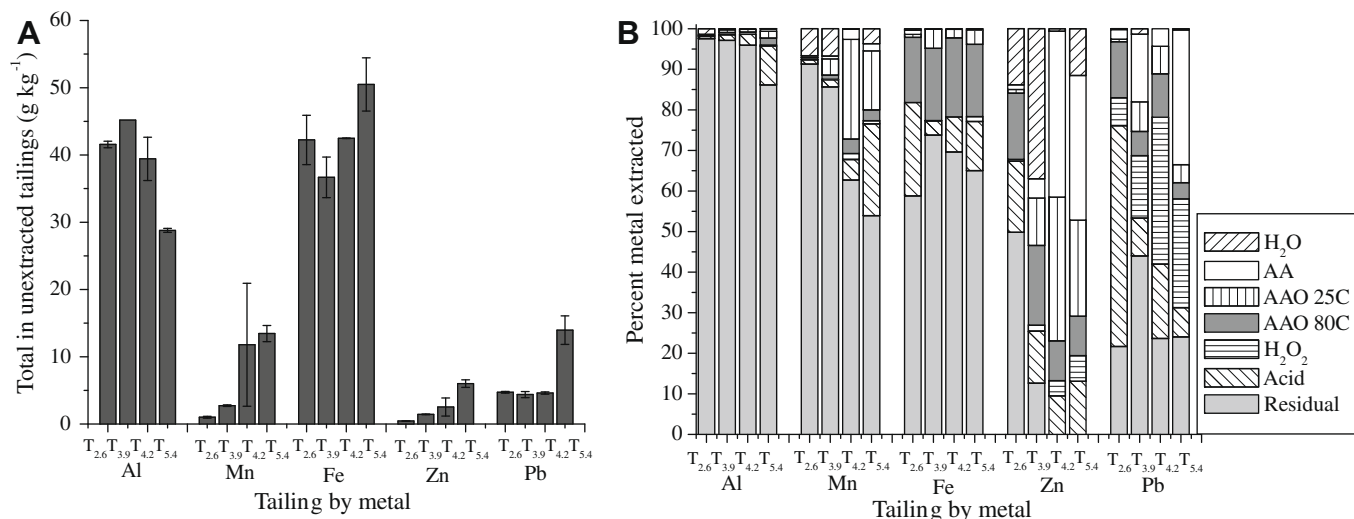 A
Total in unextracted tailings (g kg⁻¹)
60
50
40
30
20
10
0
T₂.₆ T₃.₉ T₄.₂ T₅.₄ T₂.₆ T₃.₉ T₄.₂ T₅.₄ T₂.₆ T₃.₉ T₄.₂ T₅.₄ T₂.₆ T₃.₉ T₄.₂ T₅.₄ T₂.₆ T₃.₉ T₄.₂ T₅.₄
Al Mn Fe Zn Pb
Tailing by metal
B
Percent metal extracted
100
90
80
70
60
50
40
30
20
10
0
T₂.₆ T₃.₉ T₄.₂ T₅.₄ T₂.₆ T₃.₉ T₄.₂ T₅.₄ T₂.₆ T₃.₉ T₄.₂ T₅.₄ T₂.₆ T₃.₉ T₄.₂ T₅.₄ T₂.₆ T₃.₉ T₄.₂ T₅.₄
Al Mn Fe Zn Pb
Tailing by metal
H₂O
AA
AAO 25C
AAO 80C
H₂O₂
Acid
Residual